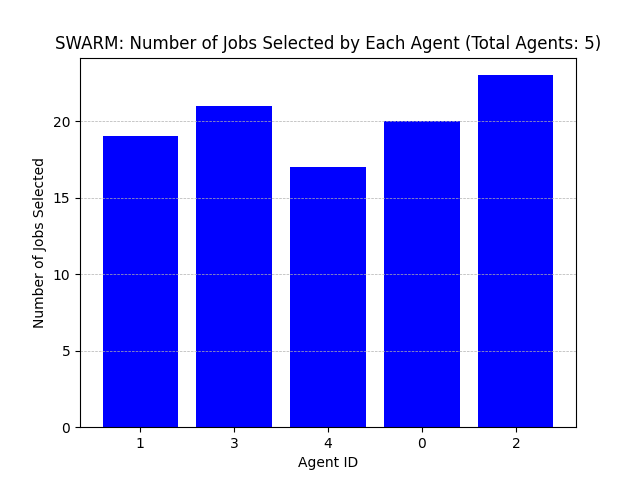 SWARM: Number of Jobs Selected by Each Agent (Total Agents: 5)
Number of Jobs Selected
20
15
10
5
0
1 3 4 0 2
Agent ID